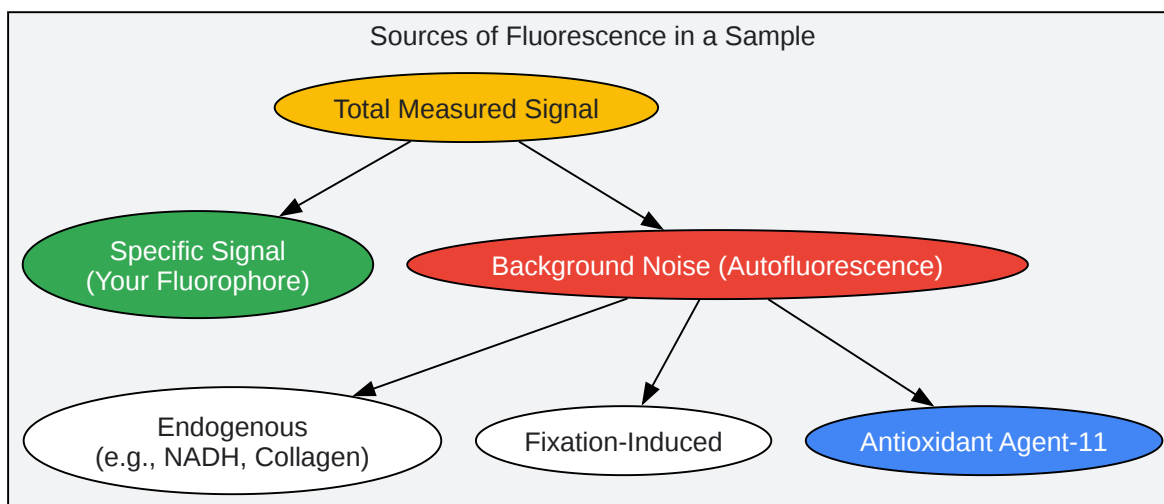 Sources of Fluorescence in a Sample
Total Measured Signal
Specific Signal
(Your Fluorophore)
Background Noise (Autofluorescence)
Endogenous
(e.g., NADH, Collagen)
Fixation-Induced
Antioxidant Agent-11